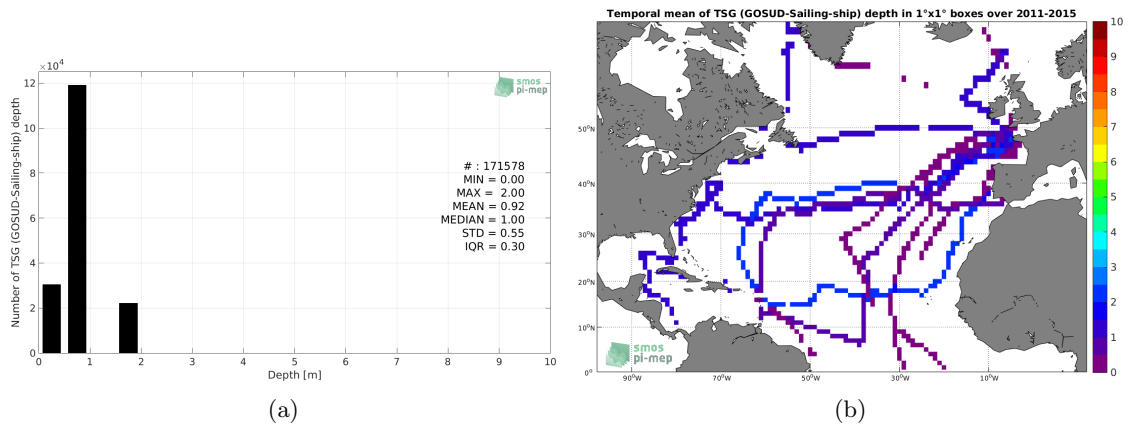 ×10⁴
12
10
8
6
4
2
0
Number of TSG (GOSUD-Sailing-ship) depth
smos
pi-mep
# : 171578
MIN = 0.00
MAX = 2.00
MEAN = 0.92
MEDIAN = 1.00
STD = 0.55
IQR = 0.30
0 1 2 3 4 5 6 7 8 9 10
Depth [m]
(a)
Temporal mean of TSG (GOSUD-Sailing-ship) depth in 1°x1° boxes over 2011-2015
50°N
40°N
30°N
20°N
10°N
0°
90°W 70°W 50°W 30°W 10°W
smos
pi-mep
10
9
8
7
6
5
4
3
2
1
0
(b)